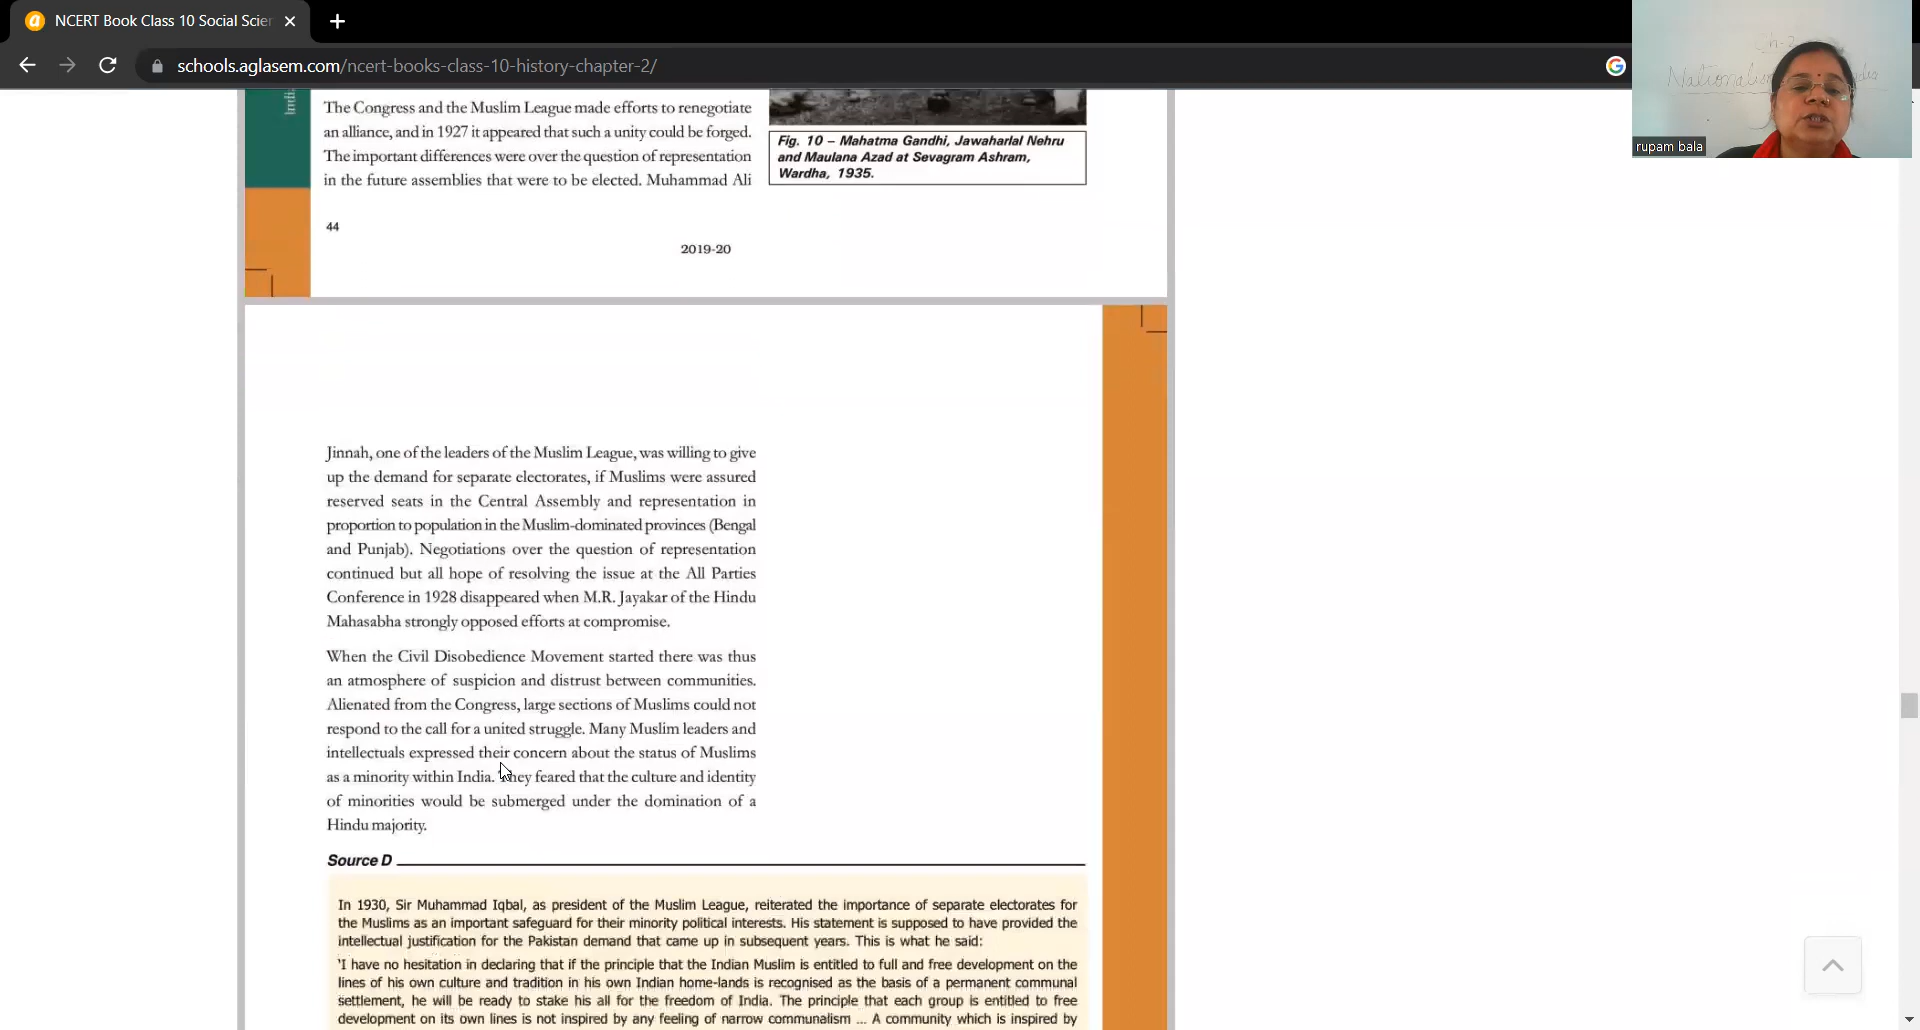 NCERT Book Class 10 Social Scien
schools.aglasem.com/ncert-books-class-10-history-chapter-2/
Ch-2
Nationalism
India
rupam bala
The Congress and the Muslim League made efforts to renegotiate
an alliance, and in 1927 it appeared that such a unity could be forged.
The important differences were over the question of representation
in the future assemblies that were to be elected. Muhammad Ali
Fig. 10 – Mahatma Gandhi, Jawaharlal Nehru
and Maulana Azad at Sevagram Ashram,
Wardha, 1935.
44
2019-20
Jinnah, one of the leaders of the Muslim League, was willing to give
up the demand for separate electorates, if Muslims were assured
reserved seats in the Central Assembly and representation in
proportion to population in the Muslim-dominated provinces (Bengal
and Punjab). Negotiations over the question of representation
continued but all hope of resolving the issue at the All Parties
Conference in 1928 disappeared when M.R. Jayakar of the Hindu
Mahasabha strongly opposed efforts at compromise.
When the Civil Disobedience Movement started there was thus
an atmosphere of suspicion and distrust between communities.
Alienated from the Congress, large sections of Muslims could not
respond to the call for a united struggle. Many Muslim leaders and
intellectuals expressed their concern about the status of Muslims
as a minority within India. They feared that the culture and identity
of minorities would be submerged under the domination of a
Hindu majority.
Source D
In 1930, Sir Muhammad Iqbal, as president of the Muslim League, reiterated the importance of separate electorates for
the Muslims as an important safeguard for their minority political interests. His statement is supposed to have provided the
intellectual justification for the Pakistan demand that came up in subsequent years. This is what he said:
'I have no hesitation in declaring that if the principle that the Indian Muslim is entitled to full and free development on the
lines of his own culture and tradition in his own Indian home-lands is recognised as the basis of a permanent communal
settlement, he will be ready to stake his all for the freedom of India. The principle that each group is entitled to free
development on its own lines is not inspired by any feeling of narrow communalism ... A community which is inspired by